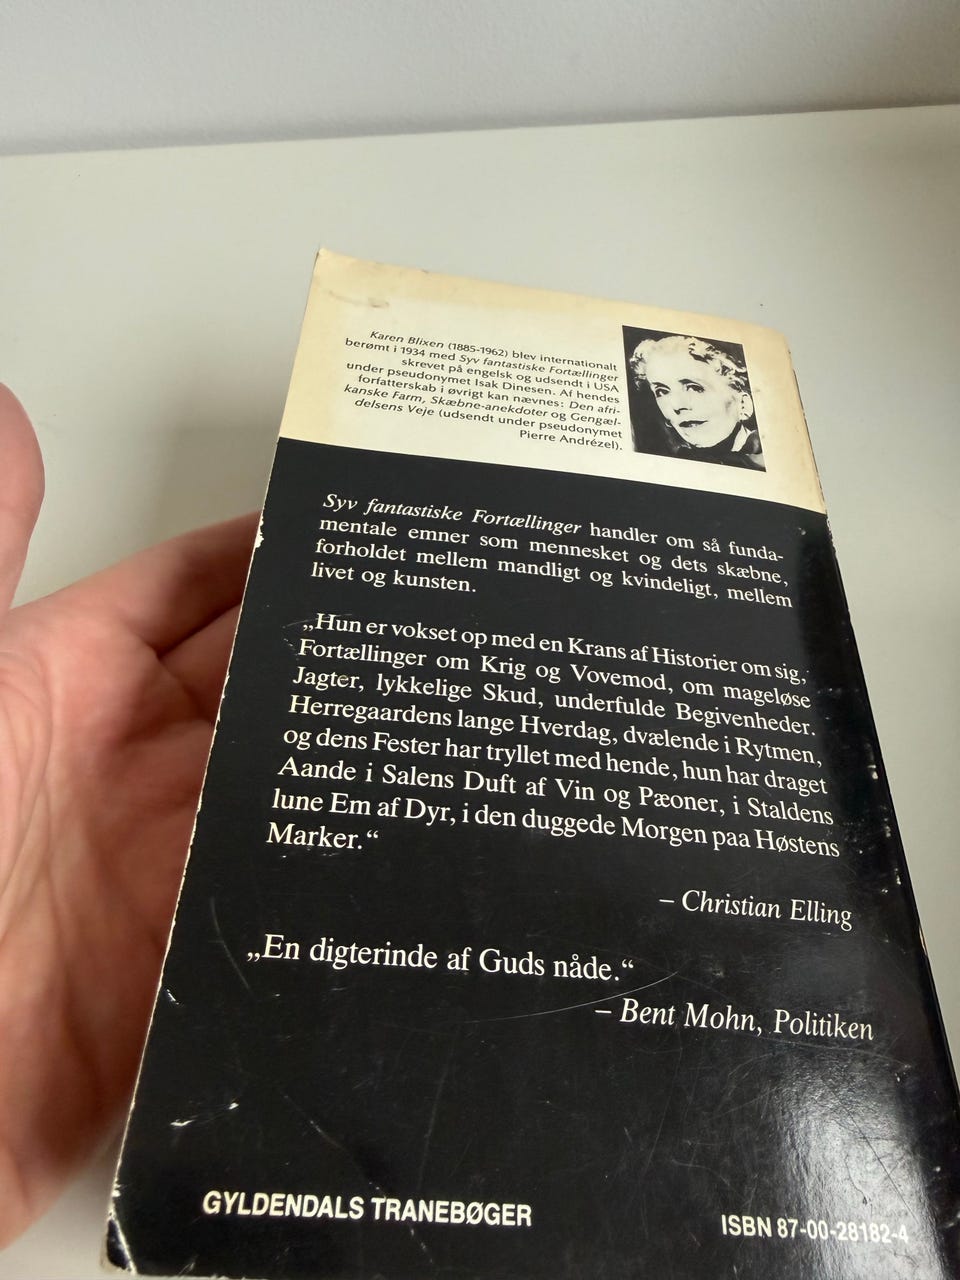 Karen Blixen (1885-1962) blev internationalt
berømt i 1934 med Syv fantastiske Fortællinger
skrevet på engelsk og udsendt i USA
under pseudonymet Isak Dinesen. Af hendes
forfatterskab i øvrigt kan nævnes: Den afri-
kanske Farm, Skæbne-anekdoter og Gengæl-
delsens Veje (udsendt under pseudonymet
Pierre Andrézel).
Syv fantastiske Fortællinger handler om så funda-
mentale emner som mennesket og dets skæbne,
forholdet mellem mandligt og kvindeligt, mellem
livet og kunsten.
„Hun er vokset op med en Krans af Historier om sig,
Fortællinger om Krig og Vovemod, om mageløse
Jagter, lykkelige Skud, underfulde Begivenheder.
Herregaardens lange Hverdag, dvælende i Rytmen,
og dens Fester har tryllet med hende, hun har draget
Aande i Salens Duft af Vin og Pæoner, i Staldens
lune Em af Dyr, i den duggede Morgen paa Høstens
Marker.“
– Christian Elling
„En digterinde af Guds nåde.“
– Bent Mohn, Politiken
GYLDENDALS TRANEBØGER
ISBN 87-00-28182-4